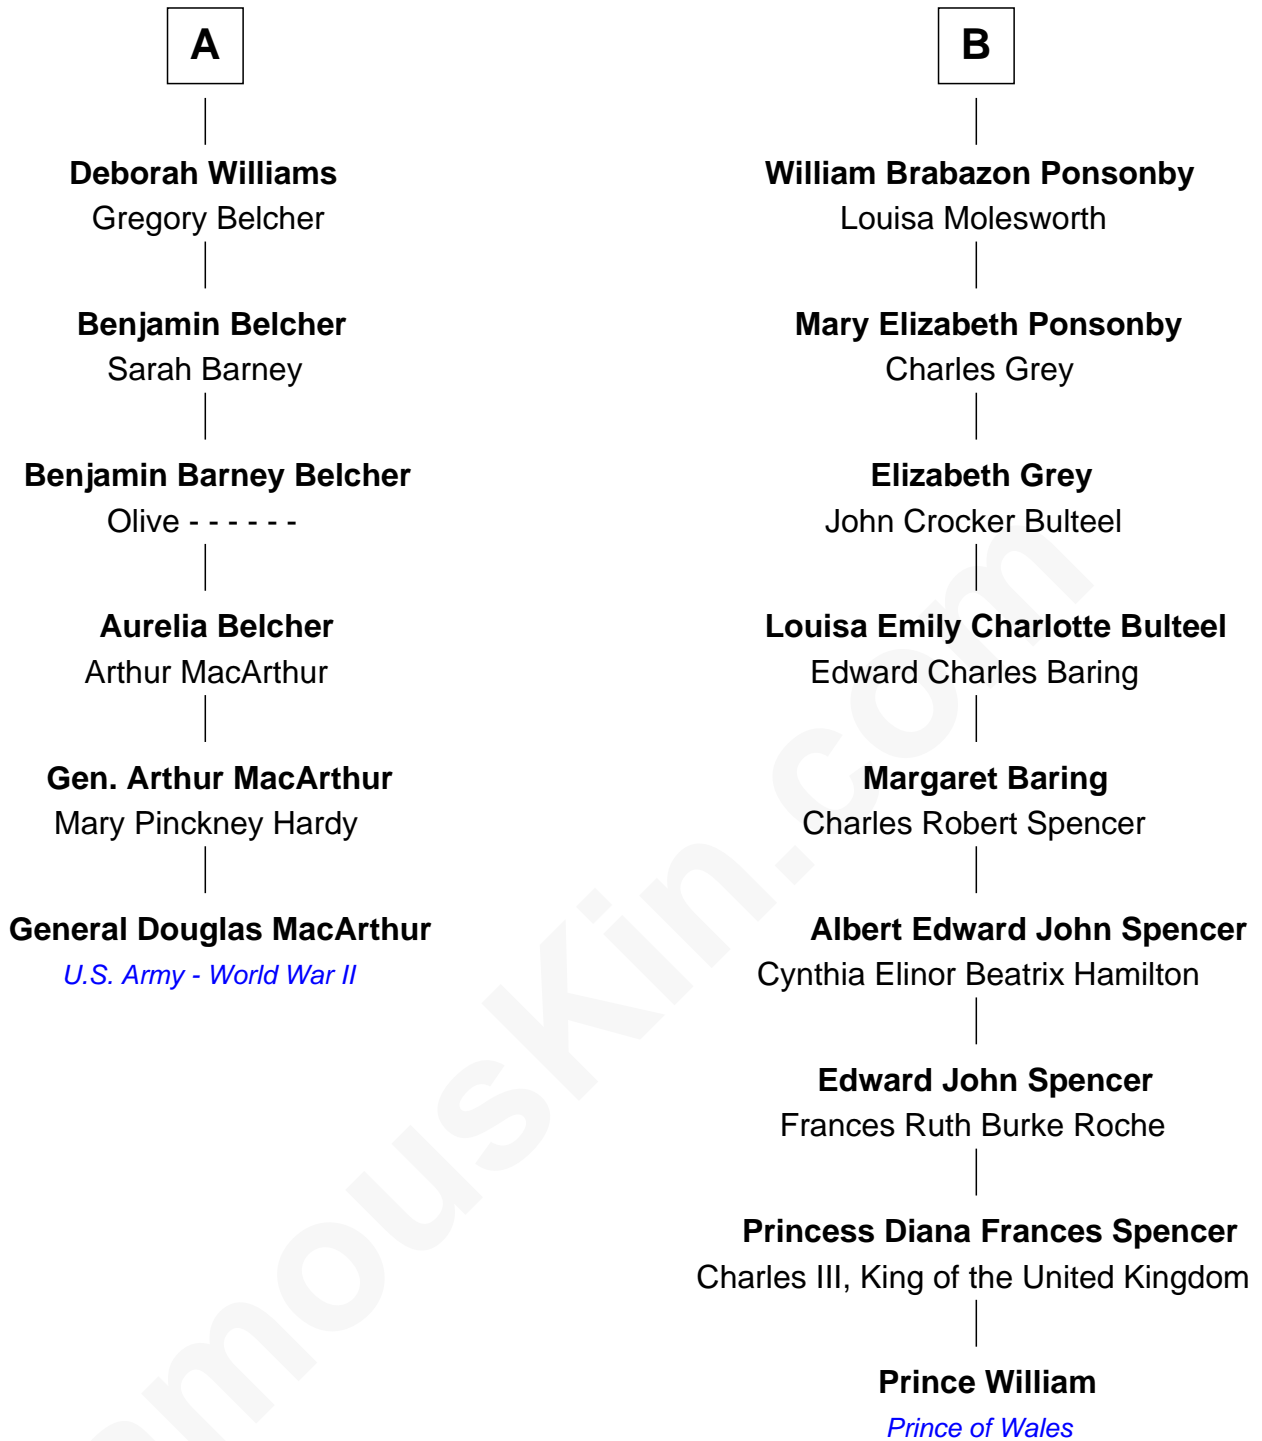 A
Deborah Williams
Gregory Belcher
Benjamin Belcher
Sarah Barney
Benjamin Barney Belcher
Olive - - - - - -
Aurelia Belcher
Arthur MacArthur
Gen. Arthur MacArthur
Mary Pinckney Hardy
General Douglas MacArthur
U.S. Army - World War II
B
William Brabazon Ponsonby
Louisa Molesworth
Mary Elizabeth Ponsonby
Charles Grey
Elizabeth Grey
John Crocker Bulteel
Louisa Emily Charlotte Bulteel
Edward Charles Baring
Margaret Baring
Charles Robert Spencer
Albert Edward John Spencer
Cynthia Elinor Beatrix Hamilton
Edward John Spencer
Frances Ruth Burke Roche
Princess Diana Frances Spencer
Charles III, King of the United Kingdom
Prince William
Prince of Wales
amousKin.com